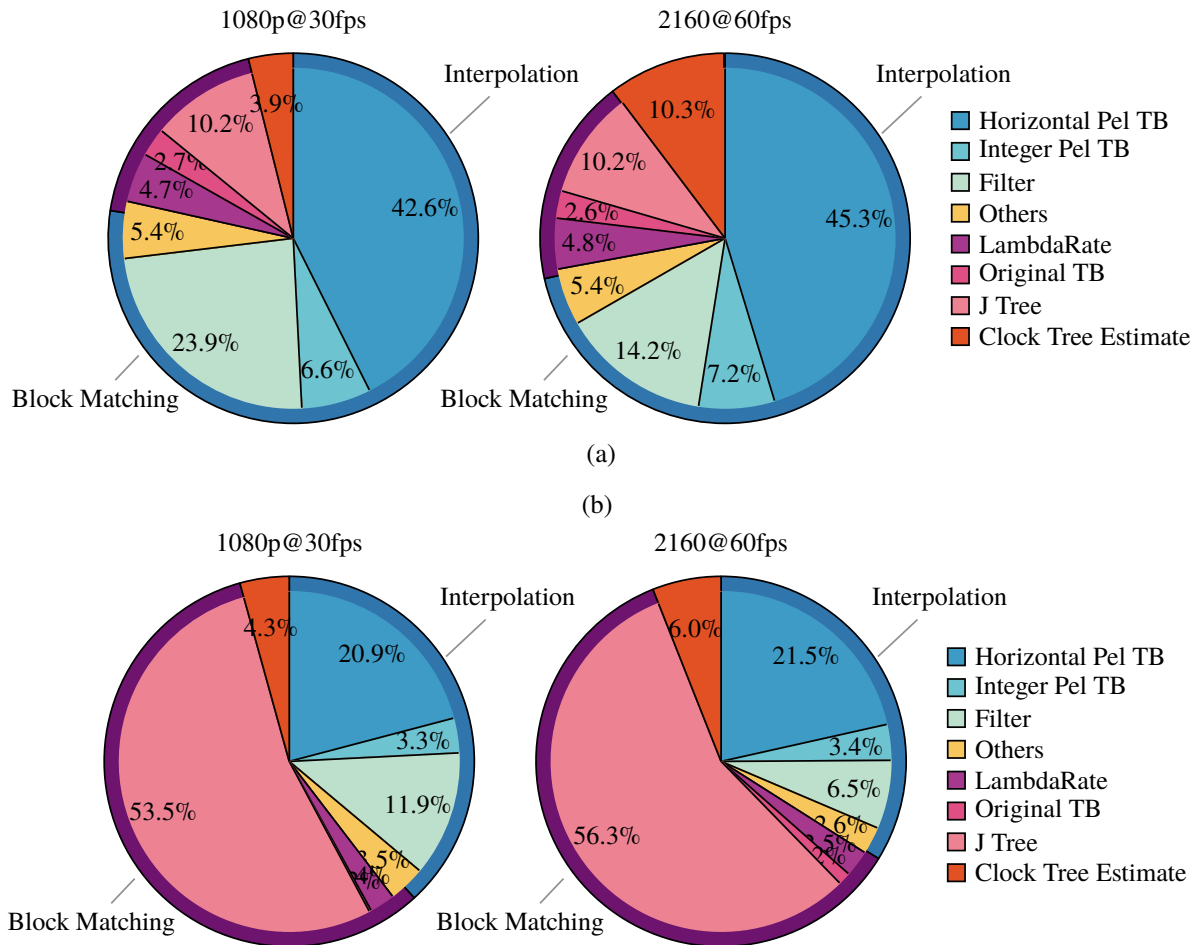 1080p@30fps
2160@60fps
Interpolation
Interpolation
3.9%
10.2%
2.7%
4.7%
5.4%
42.6%
23.9%
6.6%
Block Matching
10.3%
10.2%
2.6%
4.8%
5.4%
45.3%
14.2%
7.2%
Block Matching
Horizontal Pel TB
Integer Pel TB
Filter
Others
LambdaRate
Original TB
J Tree
Clock Tree Estimate
(a)
(b)
1080p@30fps
2160@60fps
Interpolation
Interpolation
4.3%
20.9%
3.3%
11.9%
53.5%
3.5%
Block Matching
6.0%
21.5%
3.4%
6.5%
2.6%
56.3%
Block Matching
Horizontal Pel TB
Integer Pel TB
Filter
Others
LambdaRate
Original TB
J Tree
Clock Tree Estimate